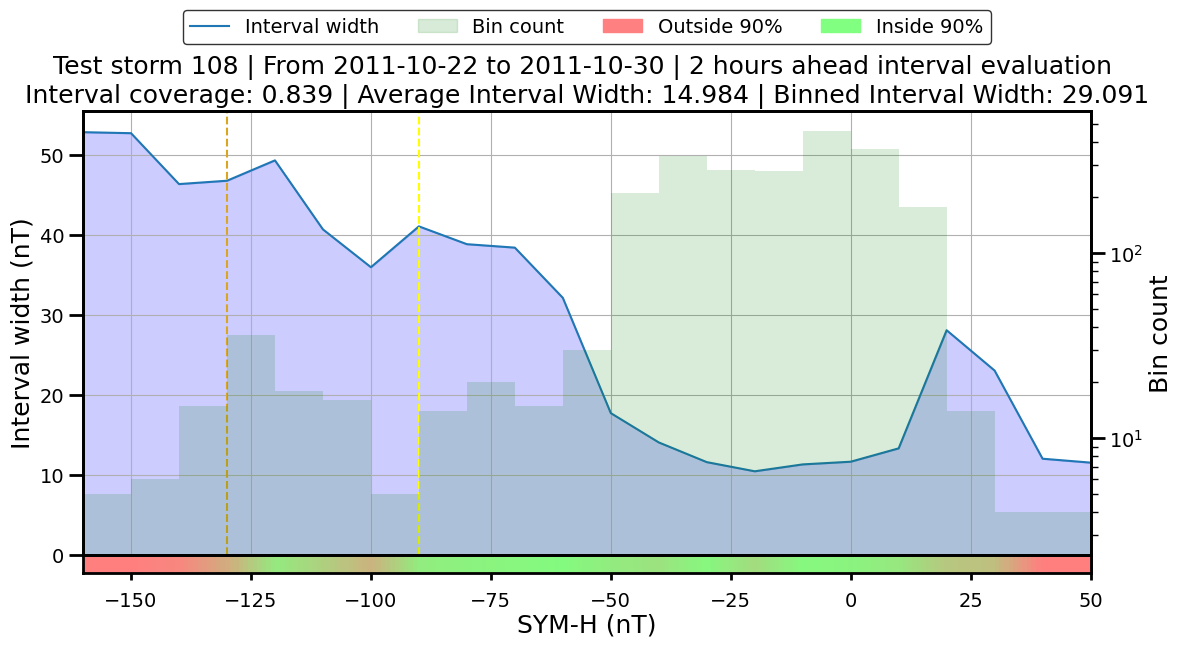 Interval width Bin count Outside 90% Inside 90%
Test storm 108 | From 2011-10-22 to 2011-10-30 | 2 hours ahead interval evaluation
Interval coverage: 0.839 | Average Interval Width: 14.984 | Binned Interval Width: 29.091
Interval width (nT)
50
40
30
20
10
0
10²
10¹
Bin count
−150 −125 −100 −75 −50 −25 0 25 50
SYM-H (nT)